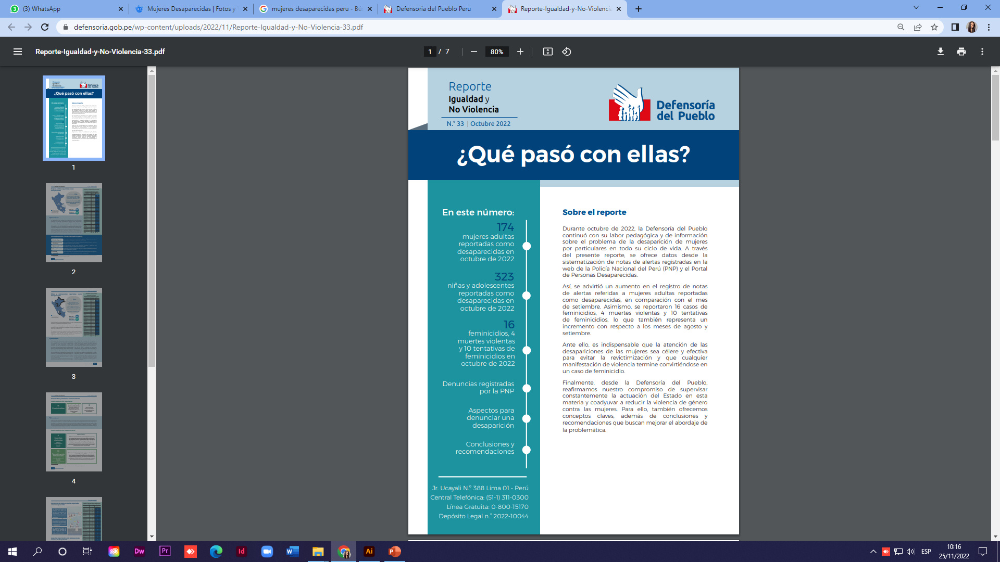 (3) WhatsApp
Mujeres Desaparecidas | Fotos y
mujeres desaparecidas peru - Bú
Defensoria del Pueblo Peru
Reporte-Igualdad-y-No-Violencia
defensoria.gob.pe/wp-content/uploads/2022/11/Reporte-Igualdad-y-No-Violencia-33.pdf
Reporte-Igualdad-y-No-Violencia-33.pdf
1 / 7
80%
¿Qué pasó con ellas?
1
2
3
4
Reporte
Igualdad y
No Violencia
N.° 33 | Octubre 2022
Defensoría
del Pueblo
¿Qué pasó con ellas?
En este número:
174
mujeres adultas
reportadas como
desaparecidas en
octubre de 2022
323
niñas y adolescentes
reportadas como
desaparecidas en
octubre de 2022
16
feminicidios, 4
muertes violentas
y 10 tentativas de
feminicidios en
octubre de 2022
Denuncias registradas
por la PNP
Aspectos para
denunciar una
desaparición
Conclusiones y
recomendaciones
Jr. Ucayali N.° 388 Lima 01 - Perú
Central Telefónica: (51-1) 311-0300
Línea Gratuita: 0-800-15170
Depósito Legal n.° 2022-10044
Sobre el reporte
Durante octubre de 2022, la Defensoría del Pueblo
continuó con su labor pedagógica y de información
sobre el problema de la desaparición de mujeres
por particulares en todo su ciclo de vida. A través
del presente reporte, se ofrece datos desde la
sistematización de notas de alertas registradas en la
web de la Policía Nacional del Perú (PNP) y el Portal
de Personas Desaparecidas.
Así, se advirtió un aumento en el registro de notas
de alertas referidas a mujeres adultas reportadas
como desaparecidas, en comparación con el mes
de setiembre. Asimismo, se reportaron 16 casos de
feminicidios, 4 muertes violentas y 10 tentativas
de feminicidios, lo que también representa un
incremento con respecto a los meses de agosto y
setiembre.
Ante ello, es indispensable que la atención de las
desapariciones de las mujeres sea célere y efectiva
para evitar la revictimización y que cualquier
manifestación de violencia termine convirtiéndose en
un caso de feminicidio.
Finalmente, desde la Defensoría del Pueblo,
reafirmamos nuestro compromiso de supervisar
constantemente la actuación del Estado en esta
materia y coadyuvar a reducir la violencia de género
contra las mujeres. Para ello, también ofrecemos
conceptos claves, además de conclusiones y
recomendaciones que buscan mejorar el abordaje de
la problemática.
Dw
Pr
Id
Ai
ESP
10:16
25/11/2022